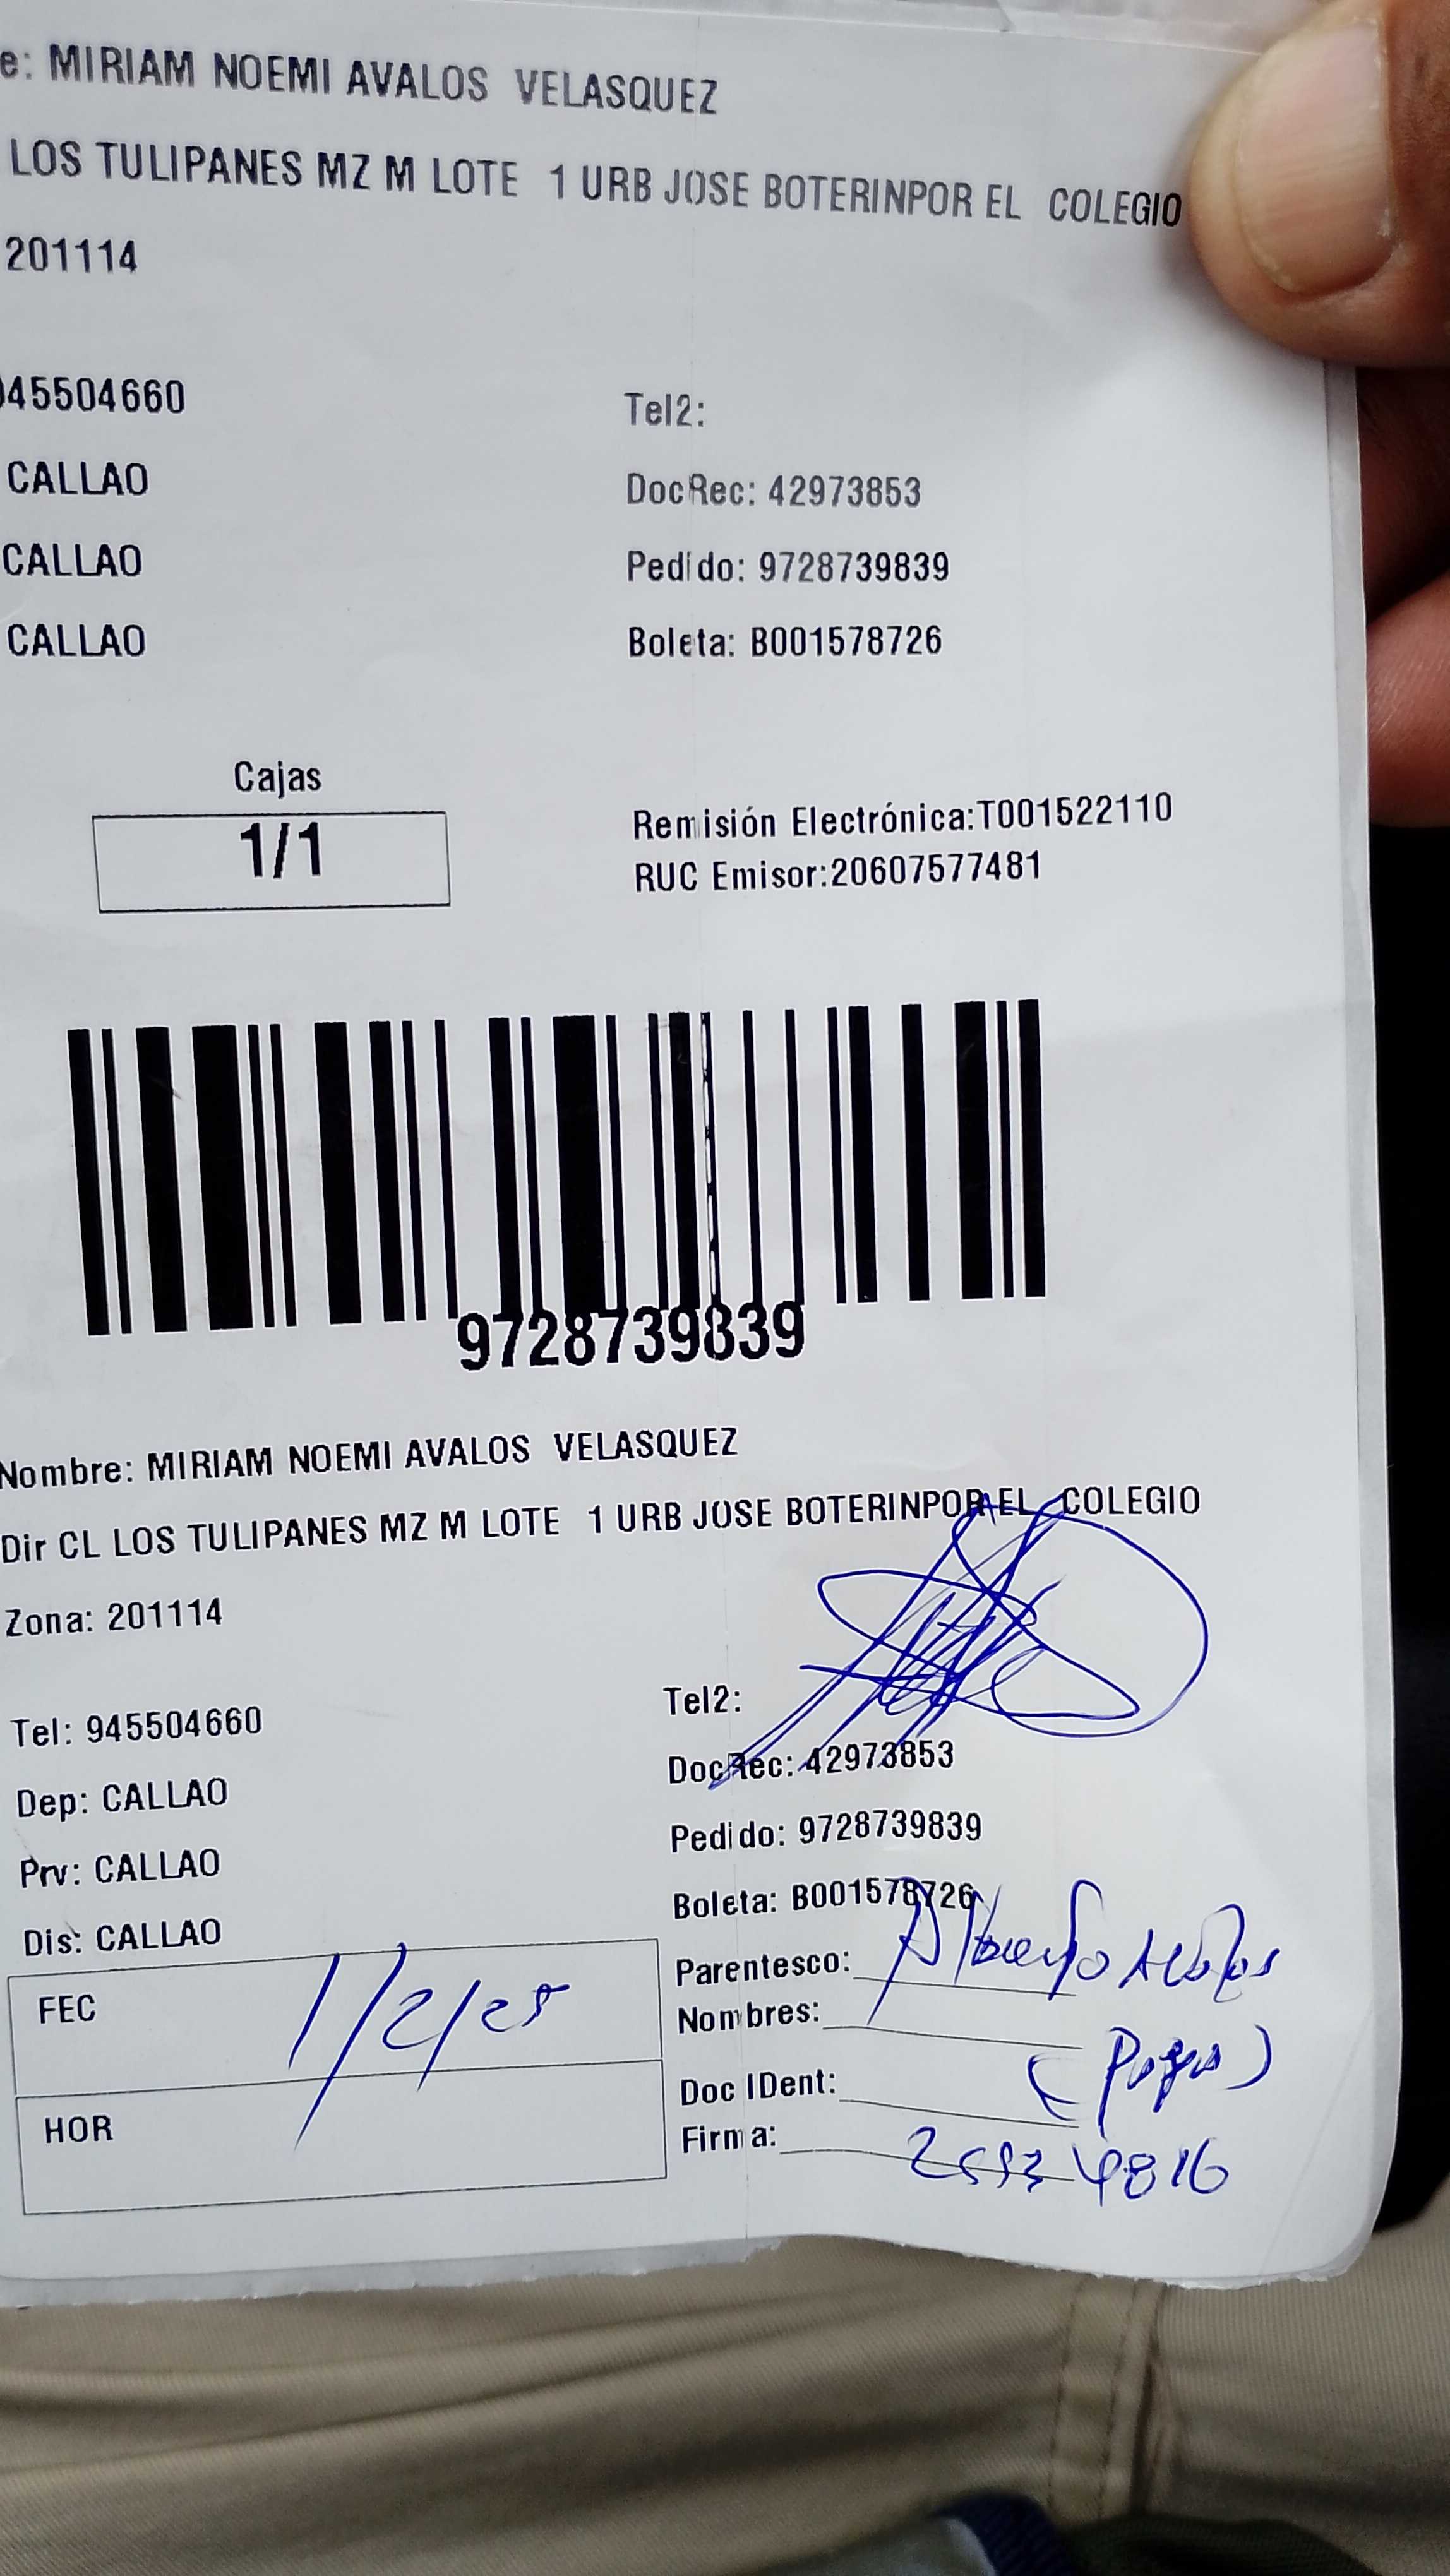 e: MIRIAM NOEMI AVALOS VELASQUEZ
LOS TULIPANES MZ M LOTE 1 URB JOSE BOTERINPOR EL COLEGIO
201114
945504660 Tel2:
CALLAO DocRec: 42973853
CALLAO Pedido: 9728739839
CALLAO Boleta: B001578726
Cajas
1/1
Remisión Electrónica:T001522110
RUC Emisor:20607577481
9728739839
Nombre: MIRIAM NOEMI AVALOS VELASQUEZ
Dir CL LOS TULIPANES MZ M LOTE 1 URB JOSE BOTERINPOR EL COLEGIO
Zona: 201114
Tel: 945504660 Tel2:
Dep: CALLAO DocRec: 42973853
Prv: CALLAO Pedido: 9728739839
Dis: CALLAO Boleta: B001578726
FEC 1/2/25
HOR
Parentesco: Alberto Avalos
Nombres:
Doc IDent:
Firma: